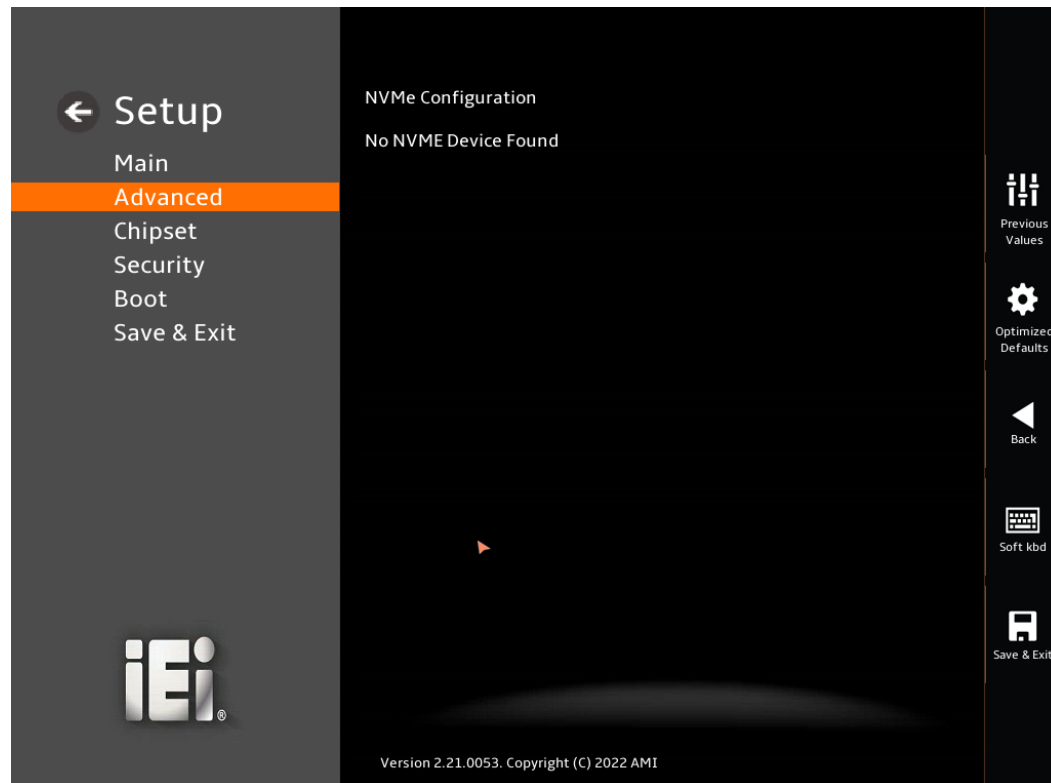 Setup
Main
Advanced
Chipset
Security
Boot
Save & Exit
NVMe Configuration
No NVME Device Found
Previous
Values
Optimized
Defaults
Back
Soft kbd
Save & Exit
iEi®
Version 2.21.0053. Copyright (C) 2022 AMI